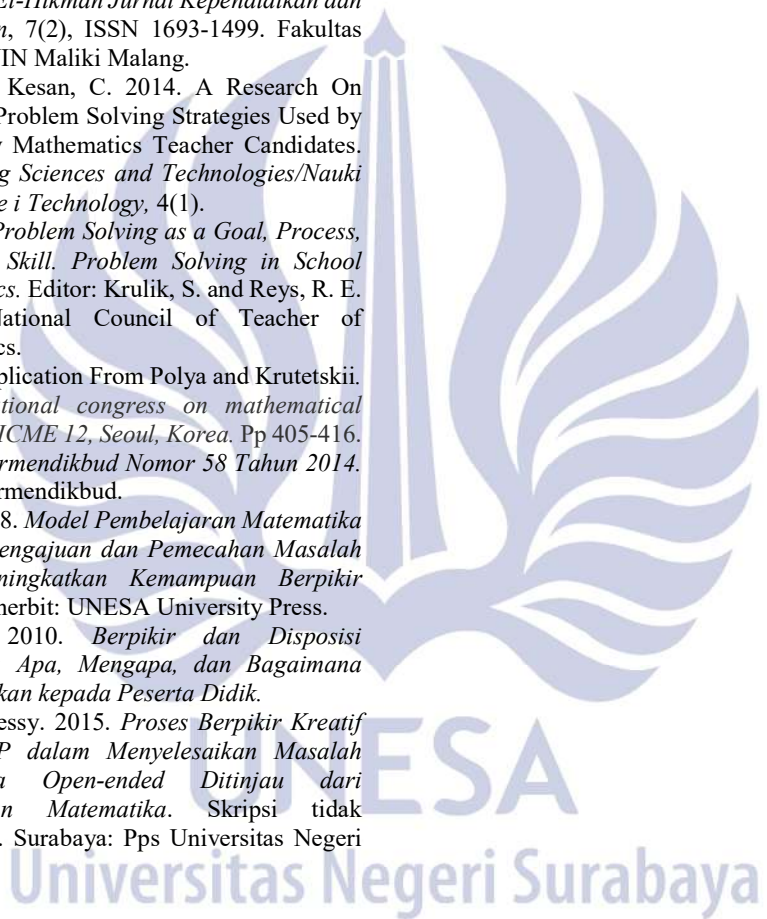 El-Hikmah Jurnal Kependidikan dan
n, 7(2), ISSN 1693-1499. Fakultas
IN Maliki Malang.
Kesan, C. 2014. A Research On
Problem Solving Strategies Used by
Mathematics Teacher Candidates.
g Sciences and Technologies/Nauki
e i Technology, 4(1).
Problem Solving as a Goal, Process,
Skill. Problem Solving in School
cs. Editor: Krulik, S. and Reys, R. E.
National Council of Teacher of
cs.
plication From Polya and Krutetskii.
tional congress on mathematical
ICME 12, Seoul, Korea. Pp 405-416.
ermendikbud Nomor 58 Tahun 2014.
rmendikbud.
8. Model Pembelajaran Matematika
engajuan dan Pemecahan Masalah
ningkatkan Kemampuan Berpikir
nerbit: UNESA University Press.
2010. Berpikir dan Disposisi
Apa, Mengapa, dan Bagaimana
kan kepada Peserta Didik.
essy. 2015. Proses Berpikir Kreatif
P dalam Menyelesaikan Masalah
a Open-ended Ditinjau dari
n Matematika. Skripsi tidak
. Surabaya: Pps Universitas Negeri
UNESA
Universitas Negeri Surabaya